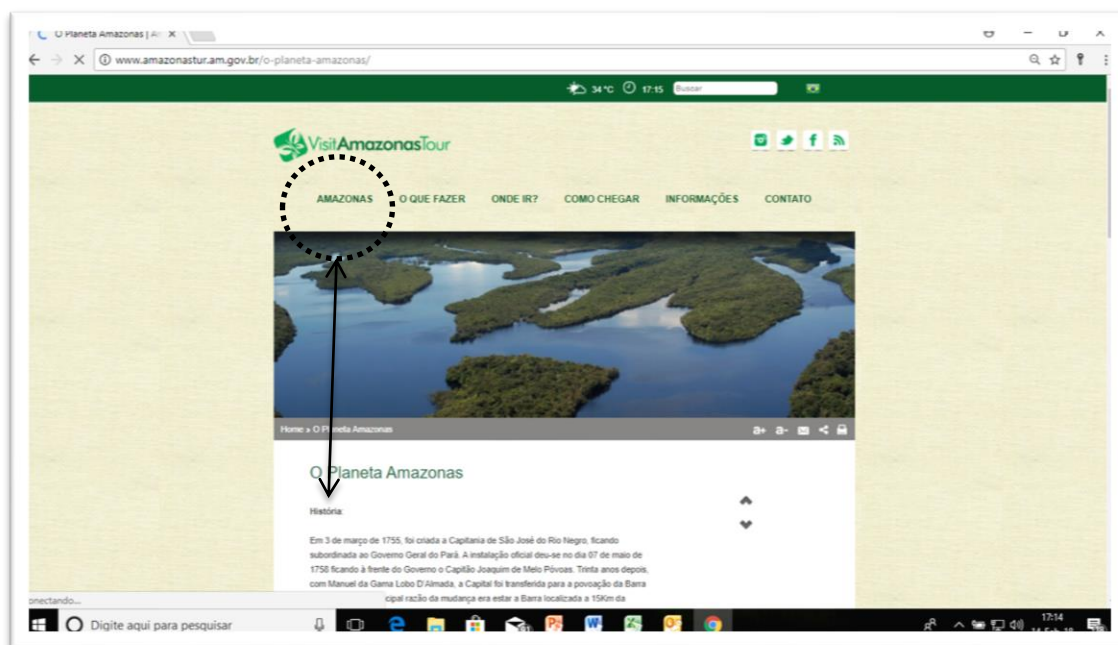 O Planeta Amazonas | A
www.amazonastur.am.gov.br/o-planeta-amazonas/
34°C 17:15 Buscar
VisitAmazonasTour
AMAZONAS O QUE FAZER ONDE IR? COMO CHEGAR INFORMAÇÕES CONTATO
Home » O Planeta Amazonas
a+ a-
O Planeta Amazonas
História:
Em 3 de março de 1755, foi criada a Capitania de São José do Rio Negro, ficando
subordinada ao Governo Geral do Pará. A instalação oficial deu-se no dia 07 de maio de
1758 ficando à frente do Governo o Capitão Joaquim de Melo Póvoas. Trinta anos depois,
com Manuel da Gama Lobo D'Almada, a Capital foi transferida para a povoação da Barra
cipal razão da mudança era estar a Barra localizada a 15Km da
onectando...
Digite aqui para pesquisar
17:14